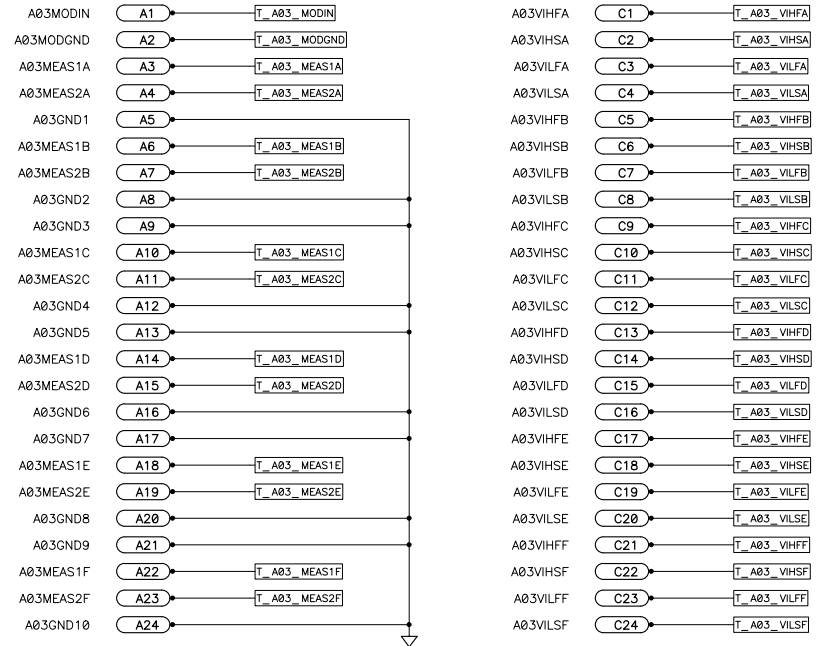 A03MODIN A1 T_A03_MODIN
A03MODGND A2 T_A03_MODGND
A03MEAS1A A3 T_A03_MEAS1A
A03MEAS2A A4 T_A03_MEAS2A
A03GND1 A5
A03MEAS1B A6 T_A03_MEAS1B
A03MEAS2B A7 T_A03_MEAS2B
A03GND2 A8
A03GND3 A9
A03MEAS1C A10 T_A03_MEAS1C
A03MEAS2C A11 T_A03_MEAS2C
A03GND4 A12
A03GND5 A13
A03MEAS1D A14 T_A03_MEAS1D
A03MEAS2D A15 T_A03_MEAS2D
A03GND6 A16
A03GND7 A17
A03MEAS1E A18 T_A03_MEAS1E
A03MEAS2E A19 T_A03_MEAS2E
A03GND8 A20
A03GND9 A21
A03MEAS1F A22 T_A03_MEAS1F
A03MEAS2F A23 T_A03_MEAS2F
A03GND10 A24
A03VIHFA C1 T_A03_VIHFA
A03VIHSA C2 T_A03_VIHSA
A03VILFA C3 T_A03_VILFA
A03VILSA C4 T_A03_VILSA
A03VIHFB C5 T_A03_VIHFB
A03VIHSB C6 T_A03_VIHSB
A03VILFB C7 T_A03_VILFB
A03VILSB C8 T_A03_VILSB
A03VIHFC C9 T_A03_VIHFC
A03VIHSC C10 T_A03_VIHSC
A03VILFC C11 T_A03_VILFC
A03VILSC C12 T_A03_VILSC
A03VIHFD C13 T_A03_VIHFD
A03VIHSD C14 T_A03_VIHSD
A03VILFD C15 T_A03_VILFD
A03VILSD C16 T_A03_VILSD
A03VIHFE C17 T_A03_VIHFE
A03VIHSE C18 T_A03_VIHSE
A03VILFE C19 T_A03_VILFE
A03VILSE C20 T_A03_VILSE
A03VIHFF C21 T_A03_VIHFF
A03VIHSF C22 T_A03_VIHSF
A03VILFF C23 T_A03_VILFF
A03VILSF C24 T_A03_VILSF